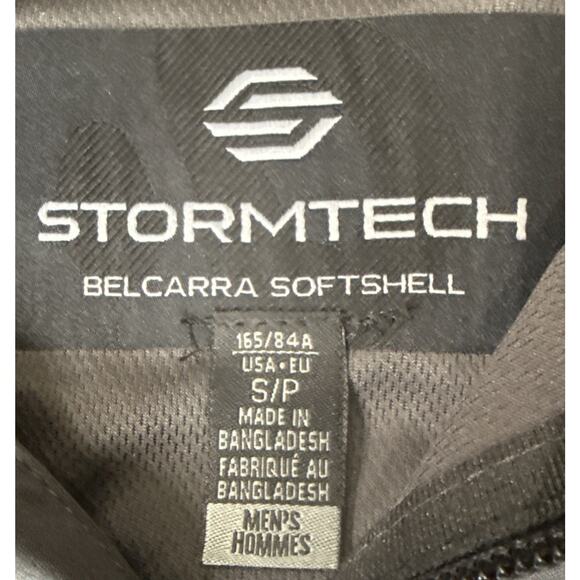 STORMTECH
BELCARRA SOFTSHELL
165/84A
USA•EU
S/P
MADE IN
BANGLADESH
FABRIQUÉ AU
BANGLADESH
MEN'S
HOMMES